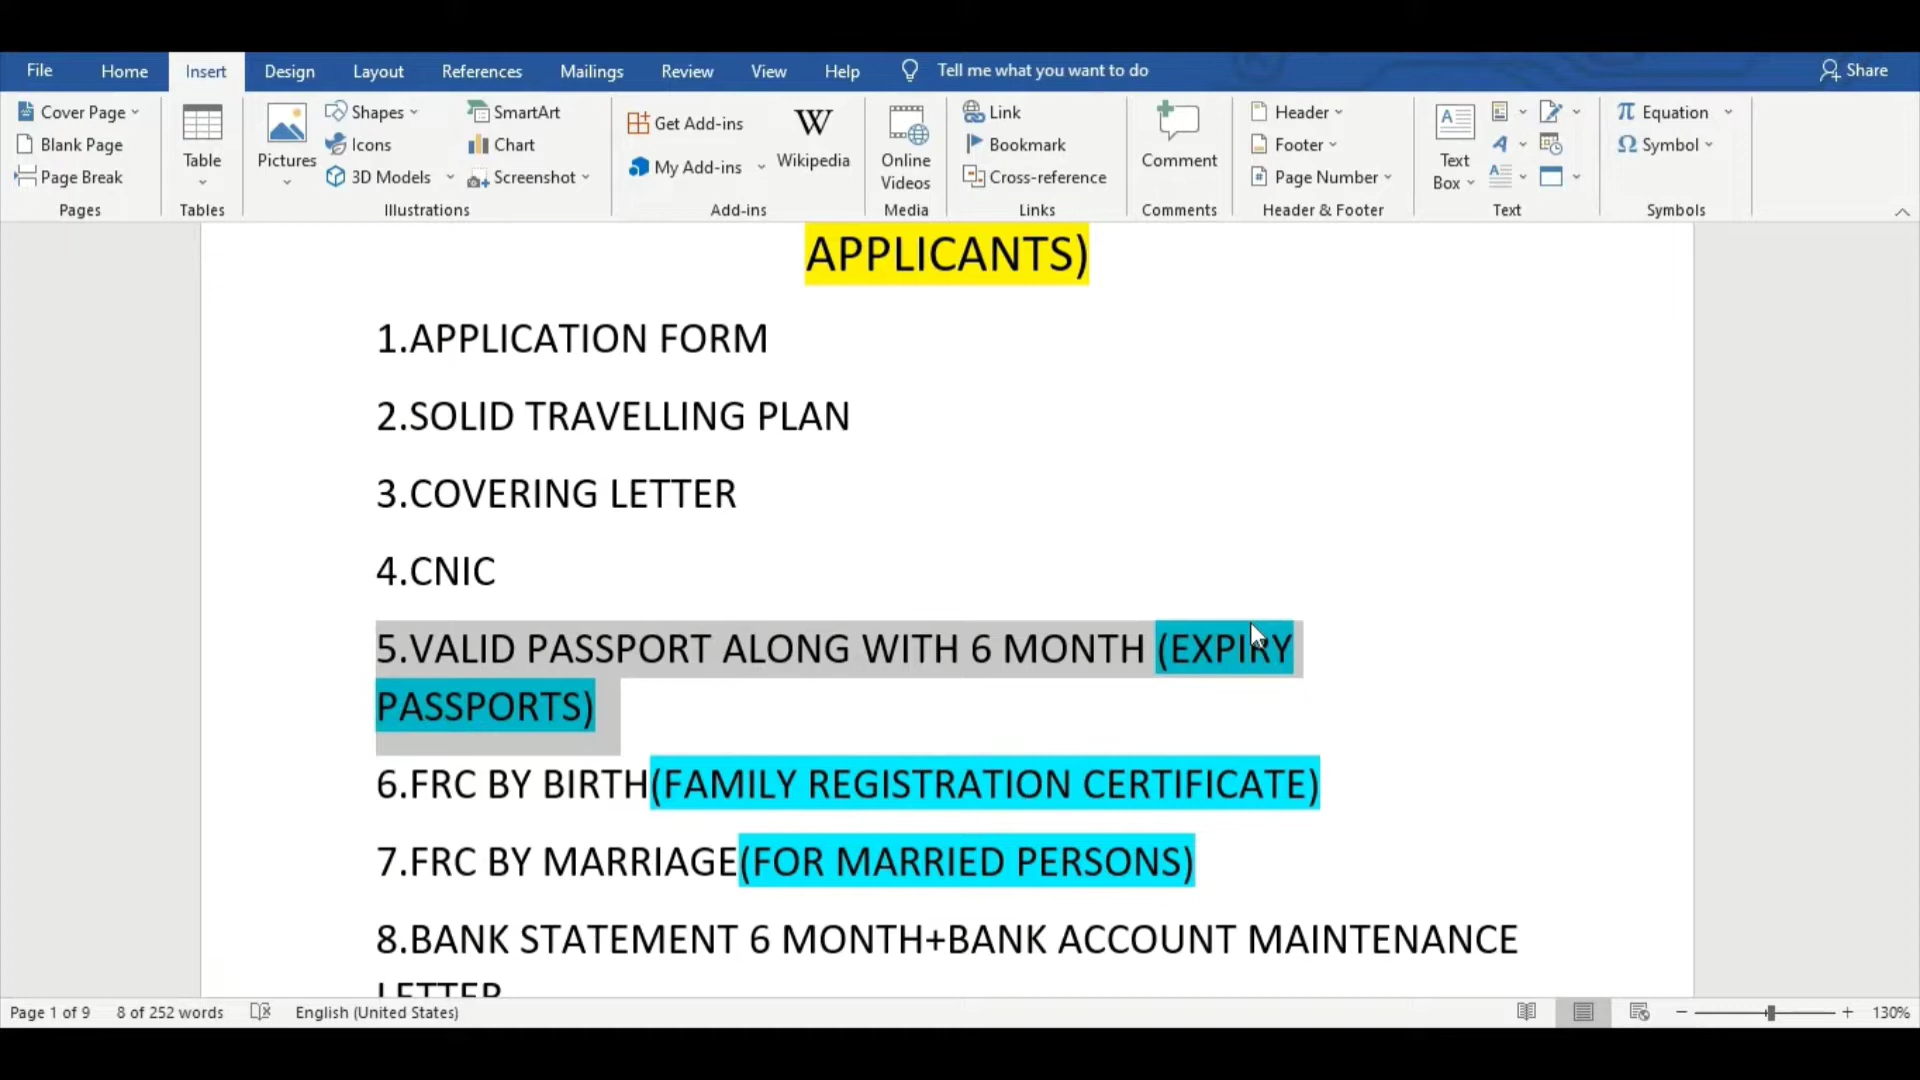 File Home Insert Design Layout References Mailings Review View Help Tell me what you want to do Share
Cover Page
Blank Page
Page Break
Pages
Table
Tables
Pictures
Shapes
Icons
3D Models
SmartArt
Chart
Screenshot
Illustrations
Get Add-ins
My Add-ins
W
Wikipedia
Add-ins
Online
Videos
Media
Link
Bookmark
Cross-reference
Links
Comment
Comments
Header
Footer
Page Number
Header & Footer
Text
Box
Text
Equation
Symbol
Symbols
APPLICANTS)
1.APPLICATION FORM
2.SOLID TRAVELLING PLAN
3.COVERING LETTER
4.CNIC
5.VALID PASSPORT ALONG WITH 6 MONTH (EXPIRY
PASSPORTS)
6.FRC BY BIRTH(FAMILY REGISTRATION CERTIFICATE)
7.FRC BY MARRIAGE(FOR MARRIED PERSONS)
8.BANK STATEMENT 6 MONTH+BANK ACCOUNT MAINTENANCE
LETTER
Page 1 of 9 8 of 252 words English (United States) 130%